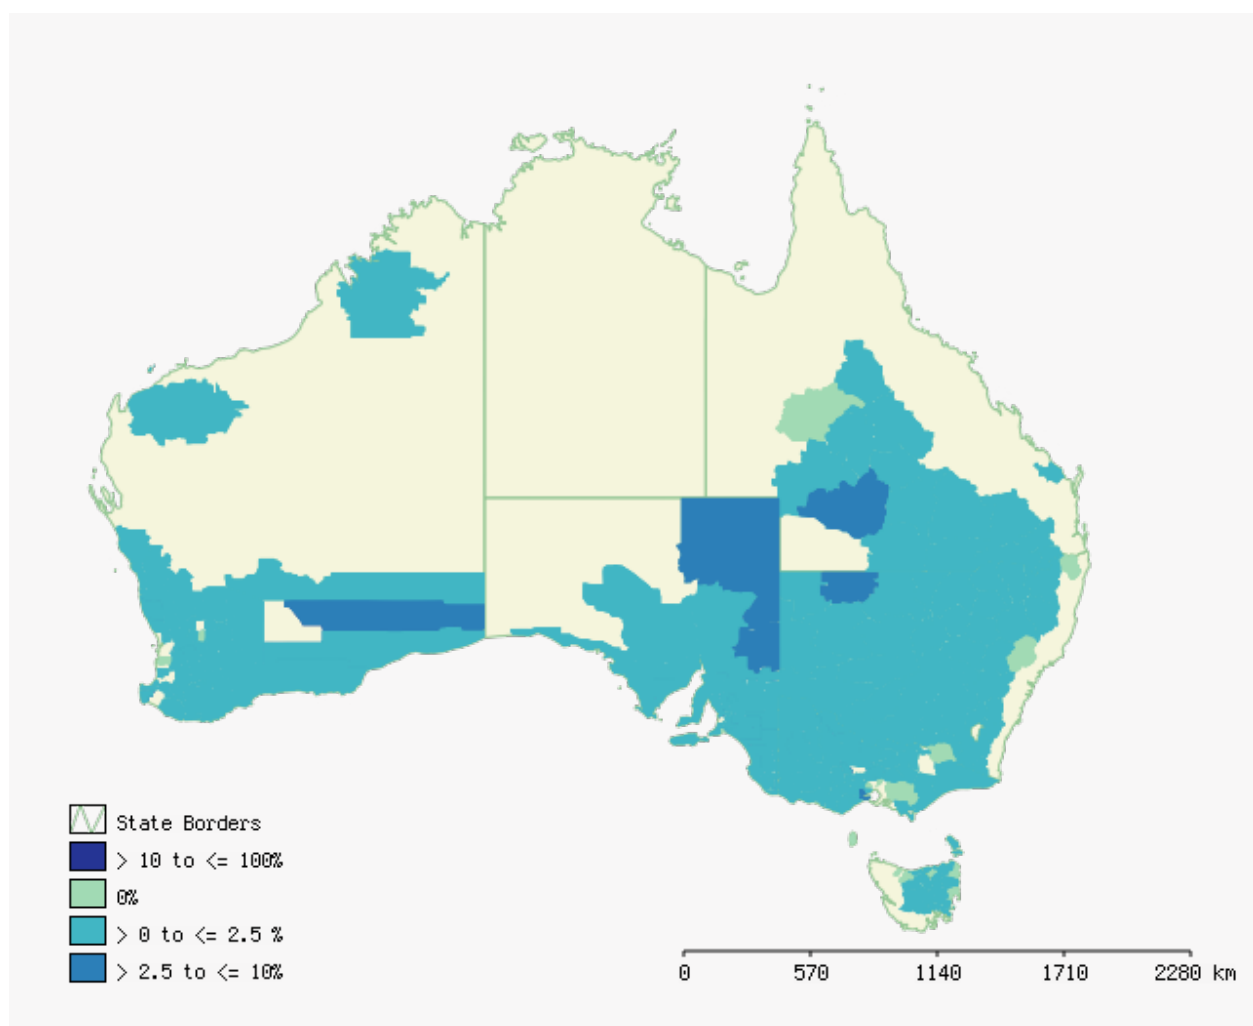 State Borders
> 10 to <= 100%
0%
> 0 to <= 2.5 %
> 2.5 to <= 10%
0 570 1140 1710 2280 km